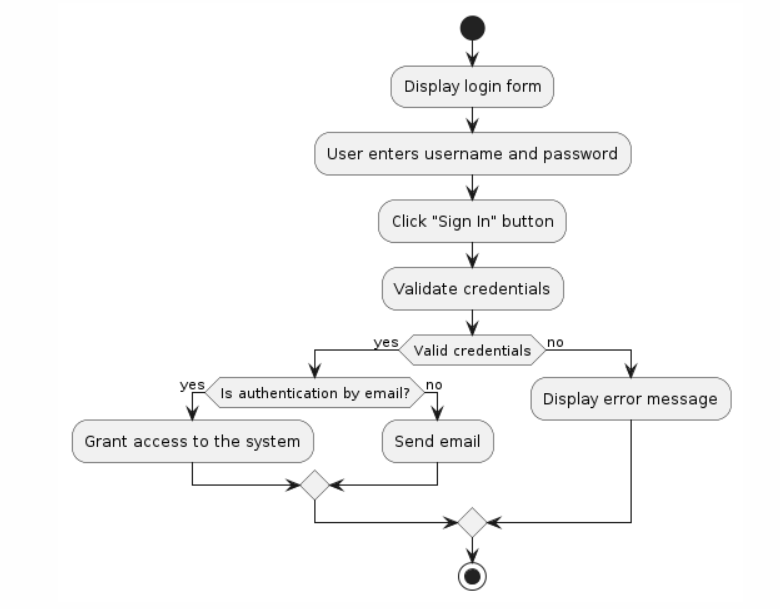 Display login form
User enters username and password
Click "Sign In" button
Validate credentials
yes
Valid credentials
no
yes
Is authentication by email?
no
Display error message
Grant access to the system
Send email